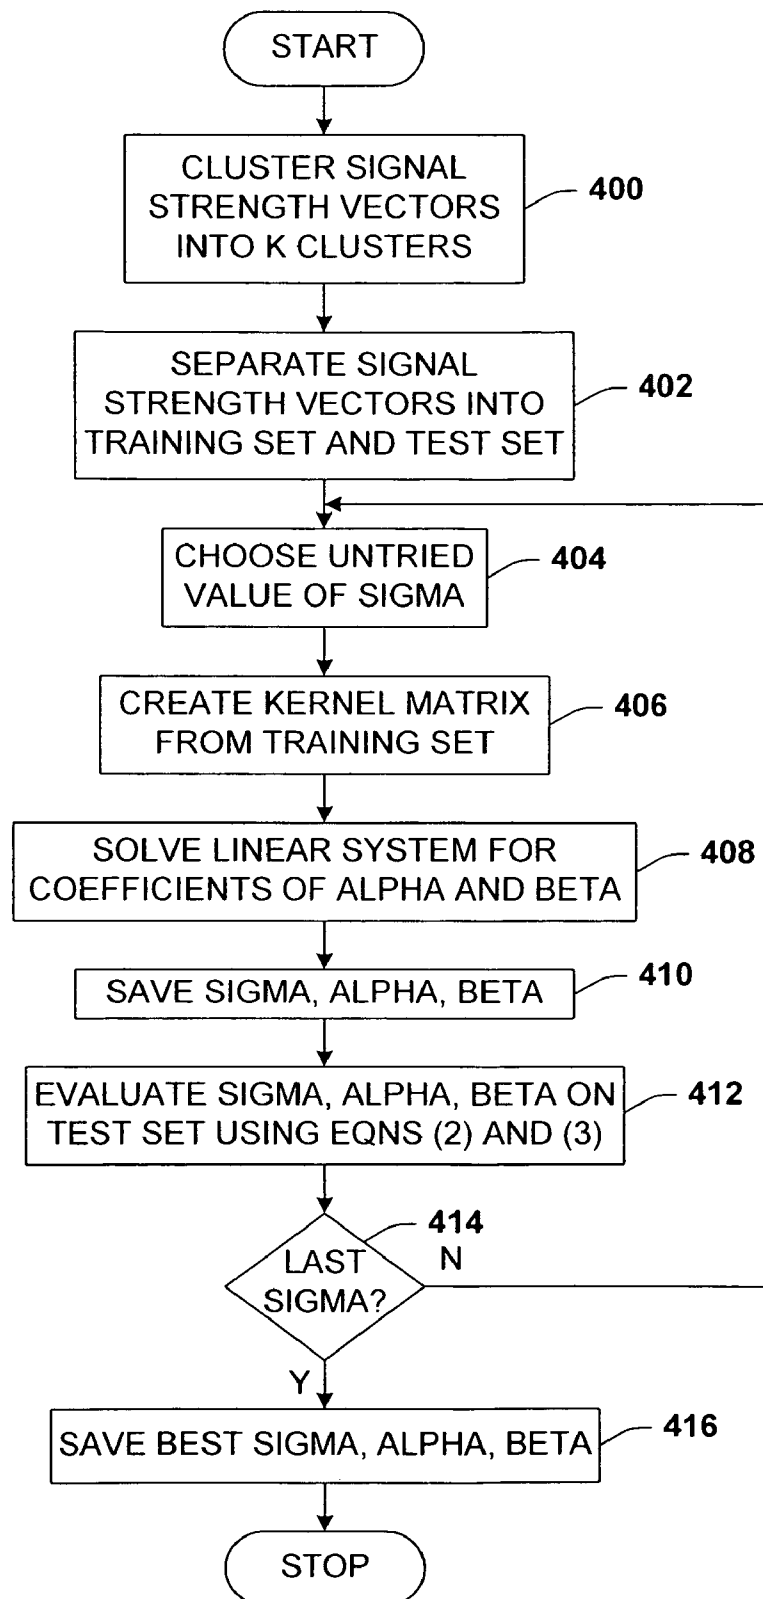 START
CLUSTER SIGNAL
STRENGTH VECTORS
INTO K CLUSTERS
400
SEPARATE SIGNAL
STRENGTH VECTORS INTO
TRAINING SET AND TEST SET
402
CHOOSE UNTRIED
VALUE OF SIGMA
404
CREATE KERNEL MATRIX
FROM TRAINING SET
406
SOLVE LINEAR SYSTEM FOR
COEFFICIENTS OF ALPHA AND BETA
408
SAVE SIGMA, ALPHA, BETA
410
EVALUATE SIGMA, ALPHA, BETA ON
TEST SET USING EQNS (2) AND (3)
412
LAST
SIGMA?
414
N
Y
SAVE BEST SIGMA, ALPHA, BETA
416
STOP